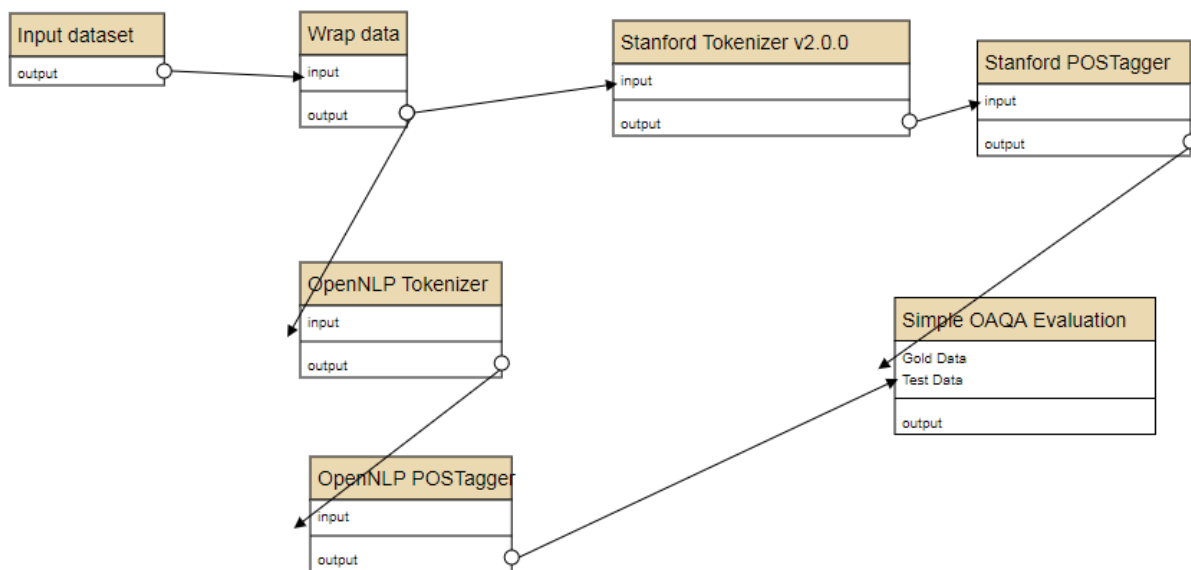 Input dataset
output
Wrap data
input
output
Stanford Tokenizer v2.0.0
input
output
Stanford POSTagger
input
output
OpenNLP Tokenizer
input
output
Simple OAQA Evaluation
Gold Data
Test Data
output
OpenNLP POSTagger
input
output